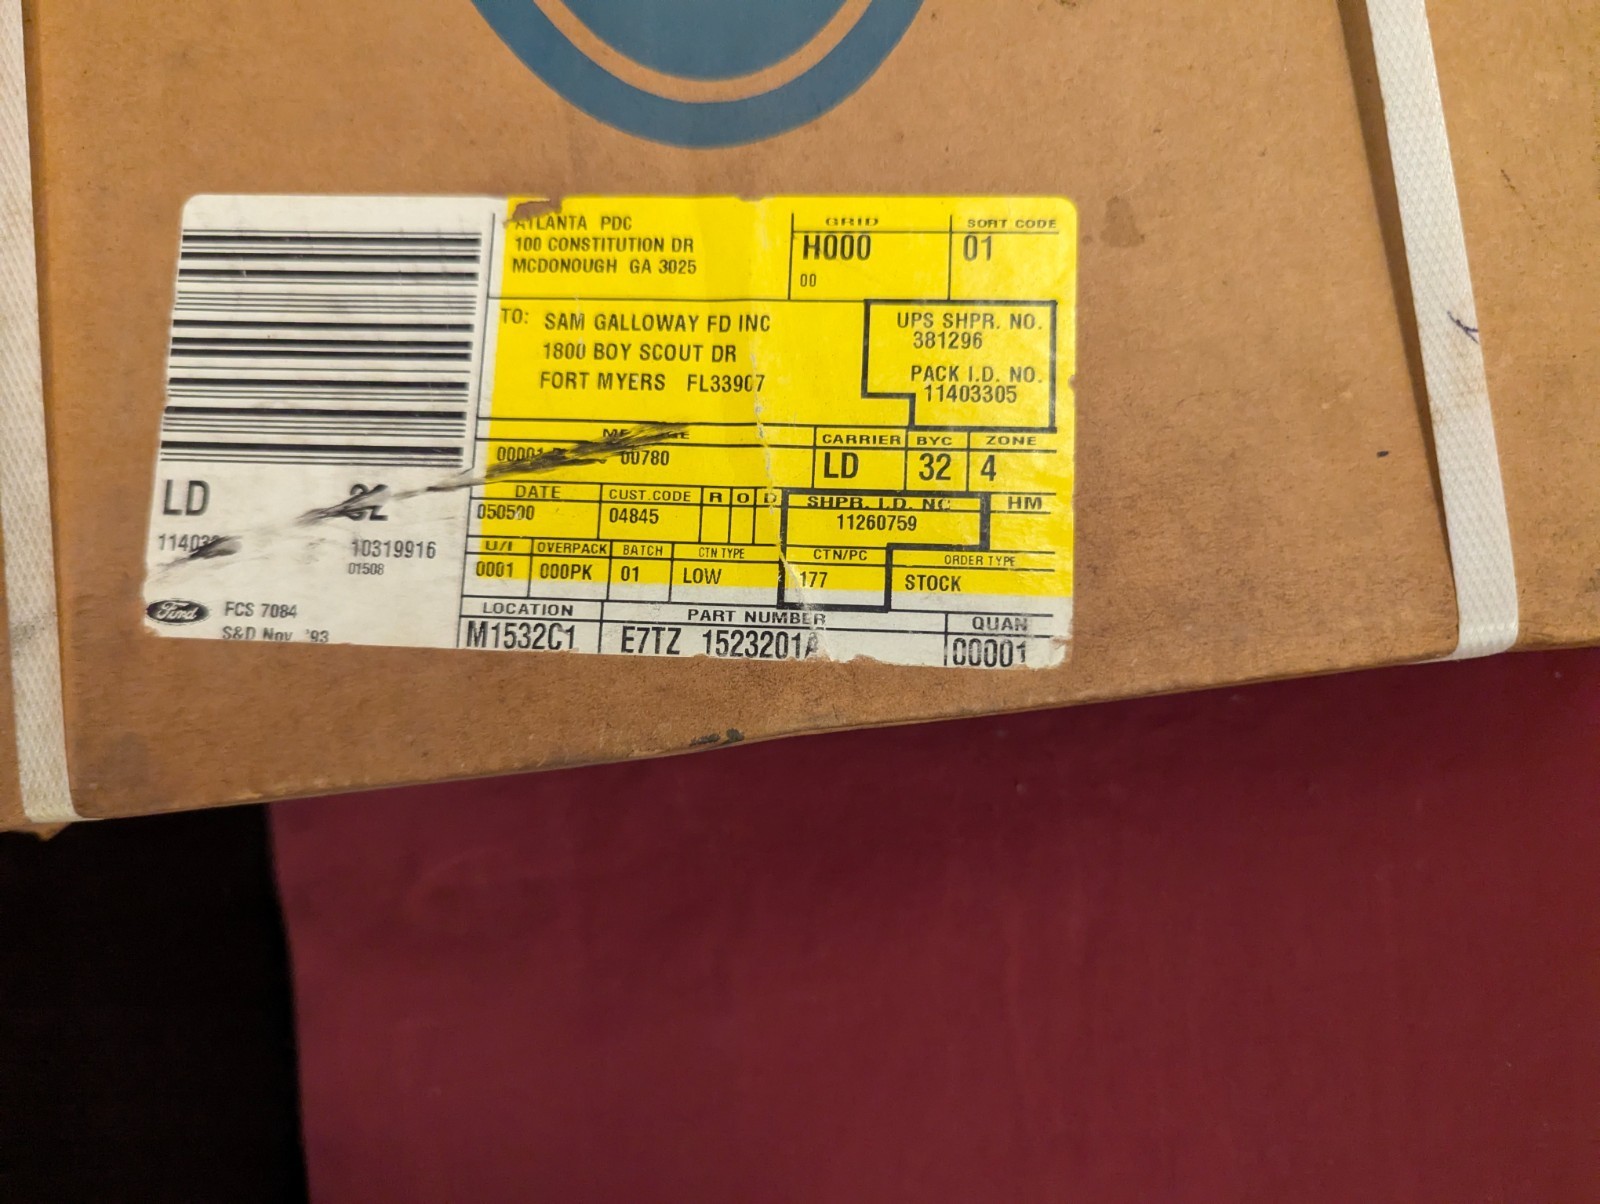 ATLANTA PDC
100 CONSTITUTION DR
MCDONOUGH GA 3025
GRID
H000
00
SORT CODE
01
TO: SAM GALLOWAY FD INC
1800 BOY SCOUT DR
FORT MYERS FL33907
UPS SHPR. NO.
381296
PACK I.D. NO.
11403305
00780
CARRIER BYC ZONE
LD 32 4
DATE CUST.CODE R O D SHPR. I.D. NO HM
050500 04845 11260759
U/I OVERPACK BATCH CTN TYPE CTN/PC ORDER TYPE
0001 000PK 01 LOW 177 STOCK
LOCATION PART NUMBER QUAN
M1532C1 E7TZ 1523201A 00001
LD
10319916
01508
Ford FCS 7084
S&D Nov. '93